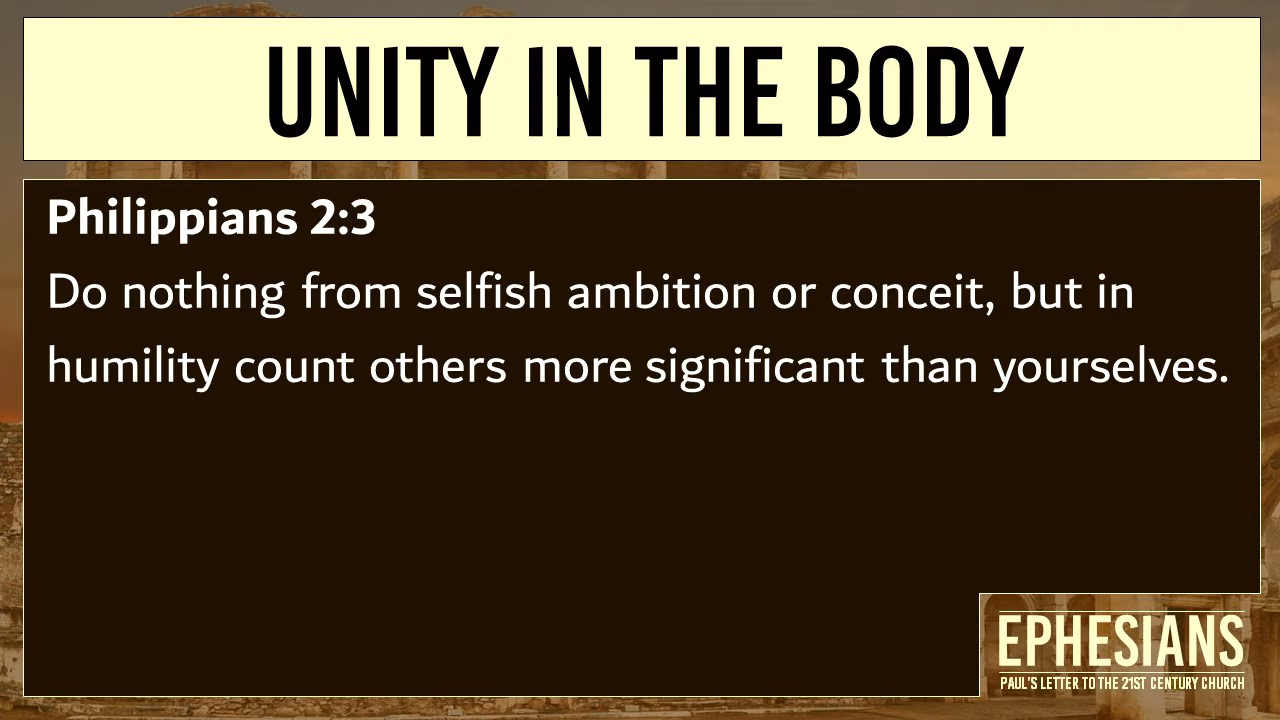 UNITY IN THE BODY
Philippians 2:3
Do nothing from selfish ambition or conceit, but in
humility count others more significant than yourselves.
EPHESIANS
PAUL'S LETTER TO THE 21ST CENTURY CHURCH